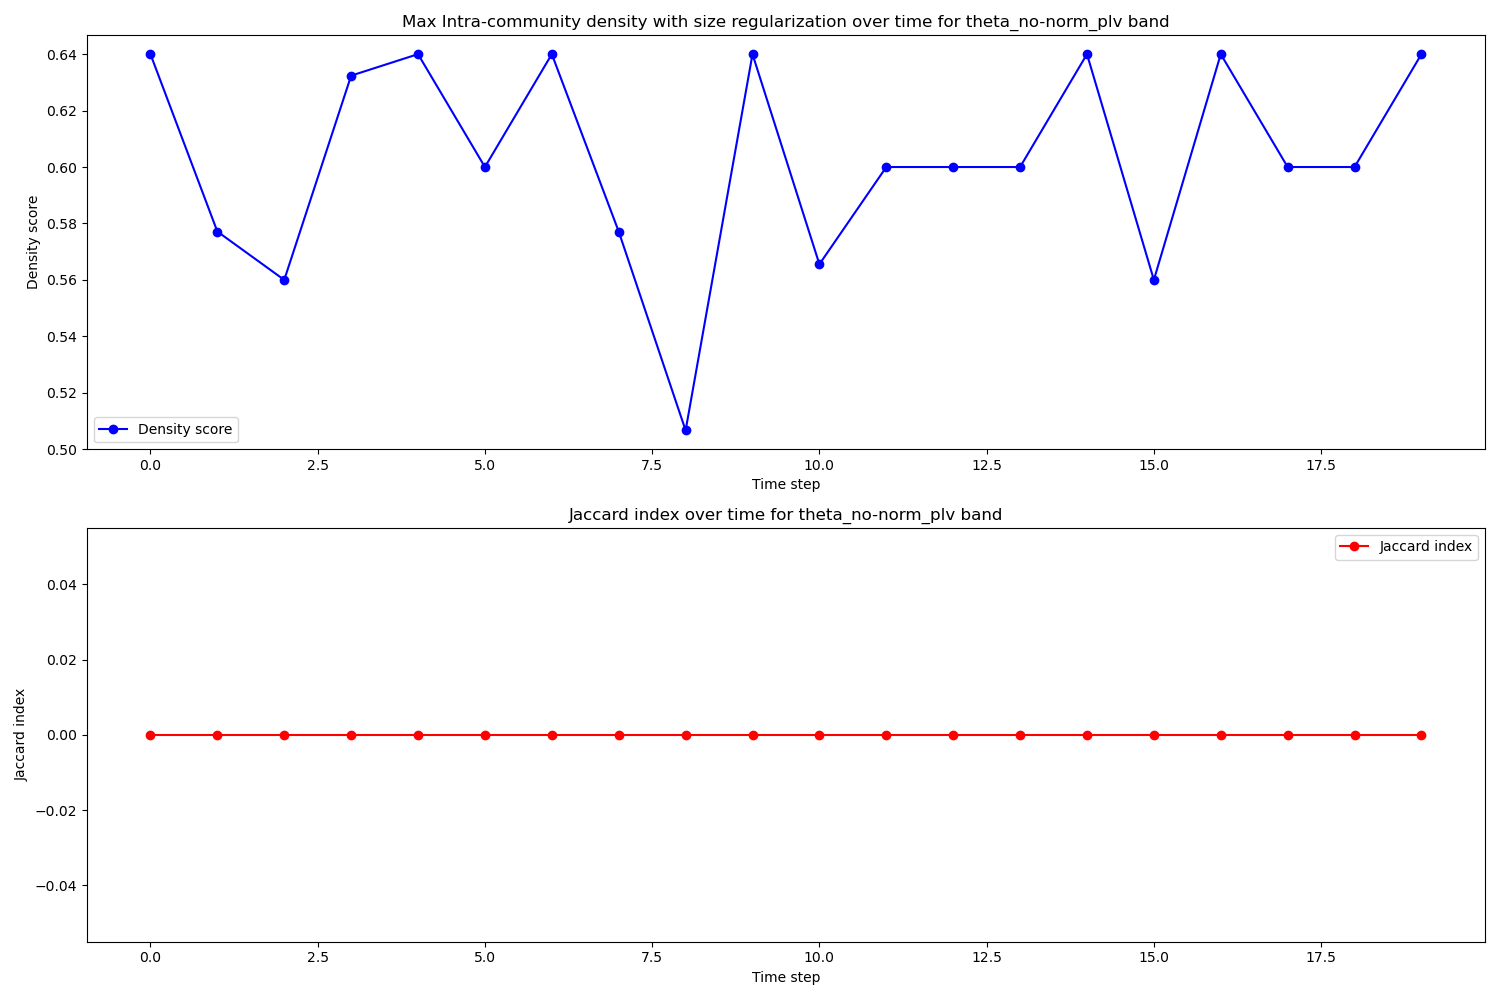 Max Intra-community density with size regularization over time for theta_no-norm_plv band
0.64
0.62
0.60
0.58
0.56
0.54
0.52
0.50
Density score
Density score
0.0 2.5 5.0 7.5 10.0 12.5 15.0 17.5
Time step
Jaccard index over time for theta_no-norm_plv band
Jaccard index
0.04
0.02
0.00
−0.02
−0.04
Jaccard index
0.0 2.5 5.0 7.5 10.0 12.5 15.0 17.5
Time step